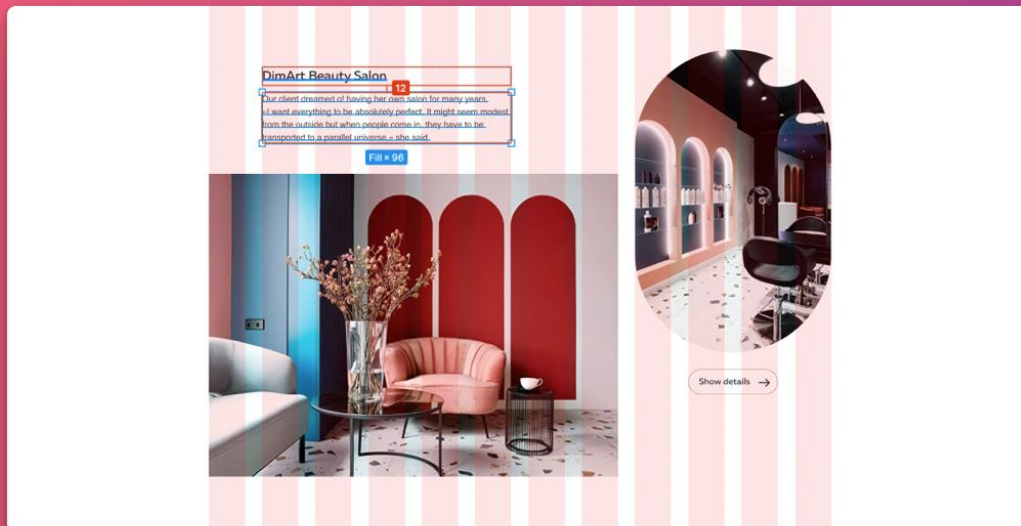 DimArt Beauty Salon
12
Our client dreamed of having her own salon for many years.
«I want everything to be absolutely perfect. It might seem modest
from the outside but when people come in, they have to be
transported to a parallel universe,« she said.
Fill × 96
Show details